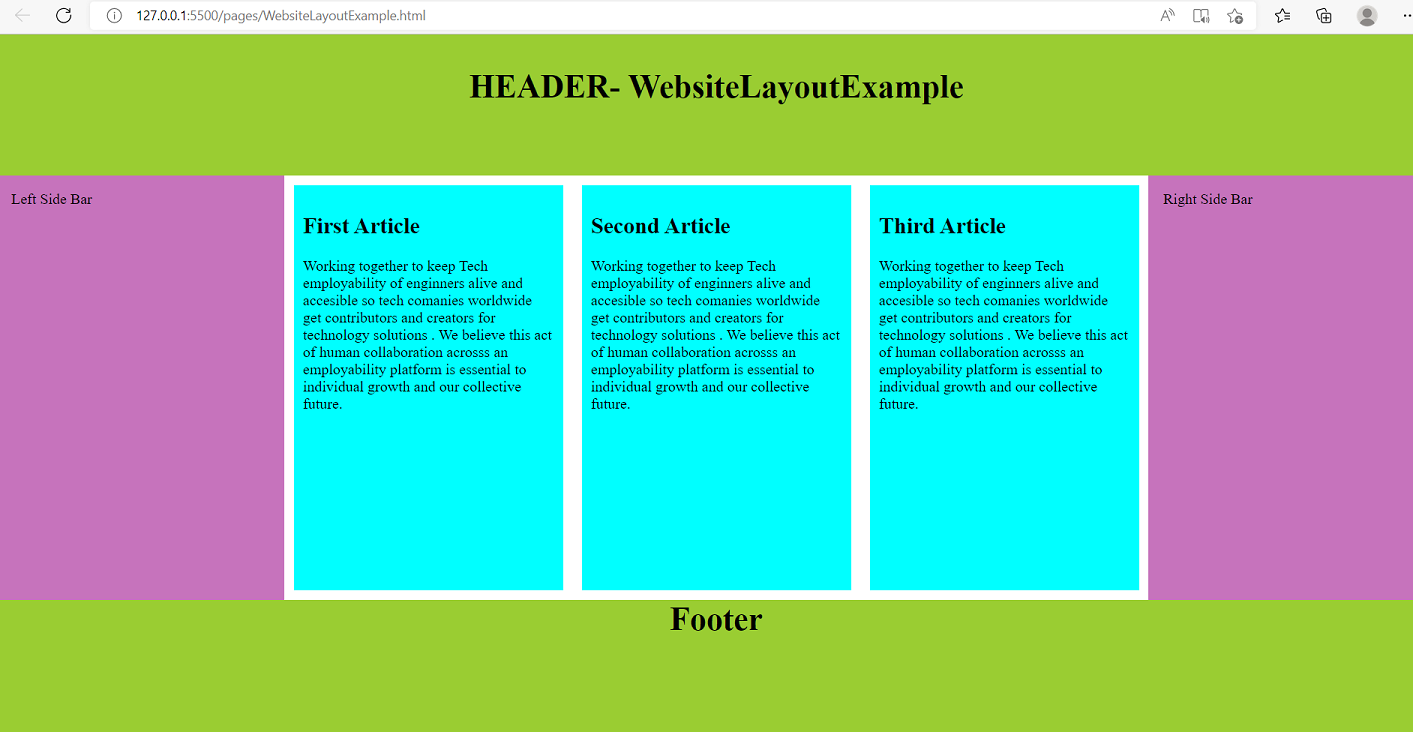 127.0.0.1:5500/pages/WebsiteLayoutExample.html
HEADER- WebsiteLayoutExample
Left Side Bar
First Article
Working together to keep Tech
employability of enginners alive and
accesible so tech comanies worldwide
get contributors and creators for
technology solutions . We believe this act
of human collaboration acrosss an
employability platform is essential to
individual growth and our collective
future.
Second Article
Working together to keep Tech
employability of enginners alive and
accesible so tech comanies worldwide
get contributors and creators for
technology solutions . We believe this act
of human collaboration acrosss an
employability platform is essential to
individual growth and our collective
future.
Third Article
Working together to keep Tech
employability of enginners alive and
accesible so tech comanies worldwide
get contributors and creators for
technology solutions . We believe this act
of human collaboration acrosss an
employability platform is essential to
individual growth and our collective
future.
Right Side Bar
Footer